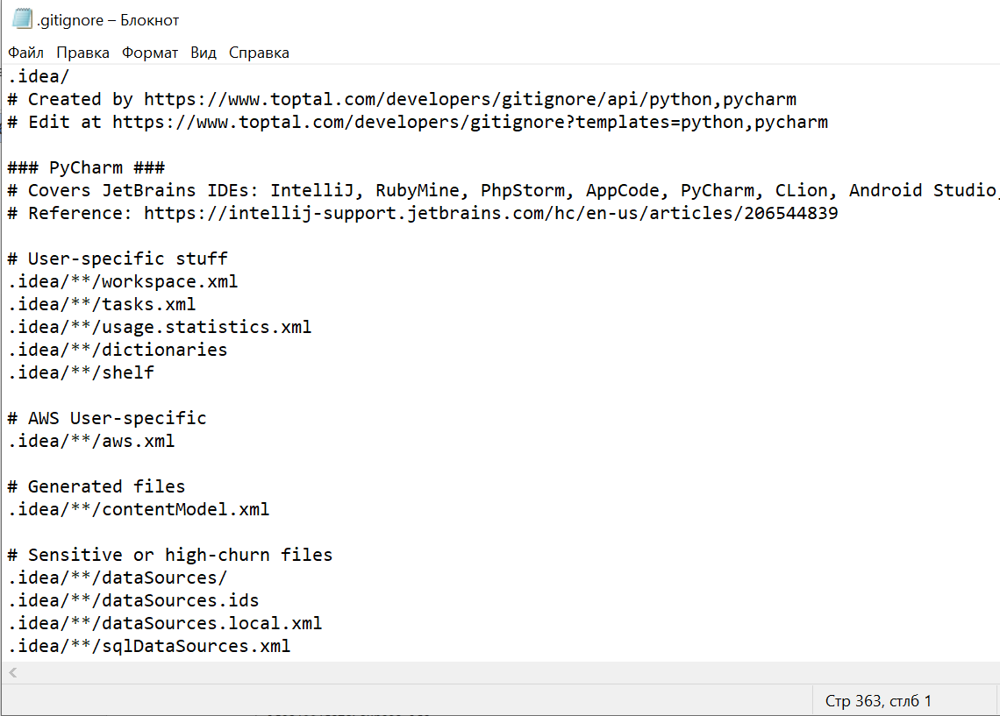 .gitignore – Блокнот
Файл Правка Формат Вид Справка
.idea/
# Created by https://www.toptal.com/developers/gitignore/api/python,pycharm
# Edit at https://www.toptal.com/developers/gitignore?templates=python,pycharm
### PyCharm ###
# Covers JetBrains IDEs: IntelliJ, RubyMine, PhpStorm, AppCode, PyCharm, CLion, Android Studio,
# Reference: https://intellij-support.jetbrains.com/hc/en-us/articles/206544839
# User-specific stuff
.idea/**/workspace.xml
.idea/**/tasks.xml
.idea/**/usage.statistics.xml
.idea/**/dictionaries
.idea/**/shelf
# AWS User-specific
.idea/**/aws.xml
# Generated files
.idea/**/contentModel.xml
# Sensitive or high-churn files
.idea/**/dataSources/
.idea/**/dataSources.ids
.idea/**/dataSources.local.xml
.idea/**/sqlDataSources.xml
Стр 363, стлб 1